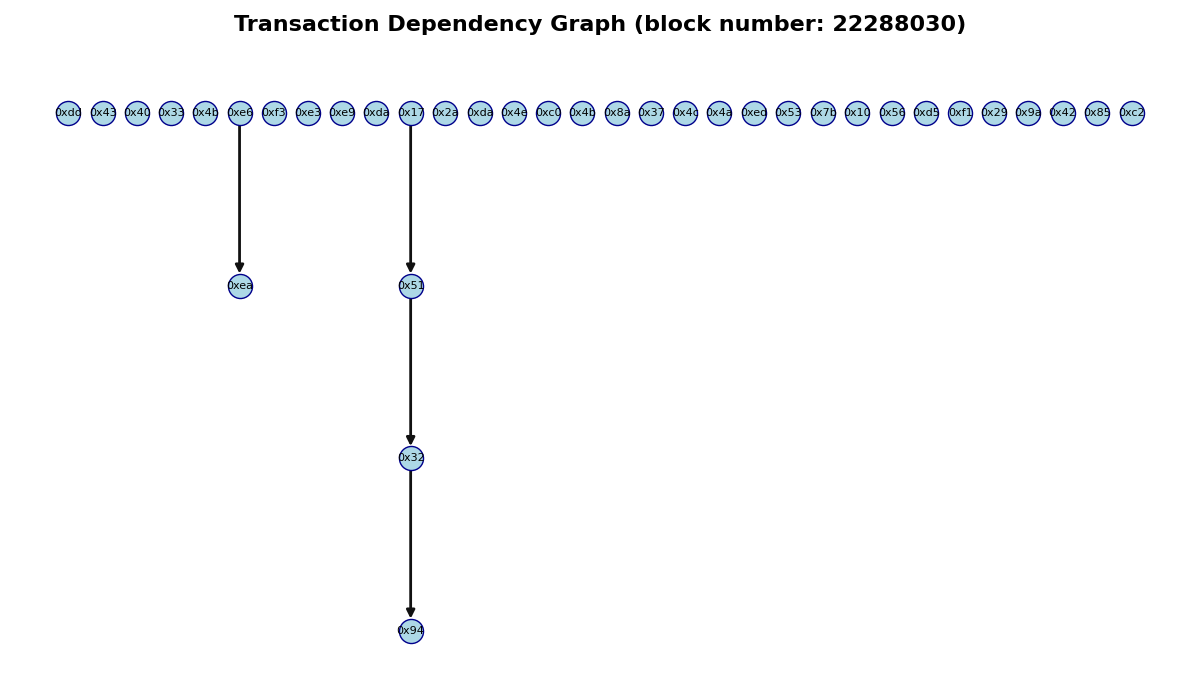 Transaction Dependency Graph (block number: 22288030)
0xdd 0x43 0x40 0x33 0x4b 0xe6 0xf3 0xe3 0xe9 0xda 0x17 0x2a 0xda 0x4e 0xc0 0x4b 0x8a 0x37 0x4c 0x4a 0xed 0x53 0x7b 0x10 0x56 0xd5 0xf1 0x29 0x9a 0x42 0x85 0xc2
0xea 0x51
0x32
0x94